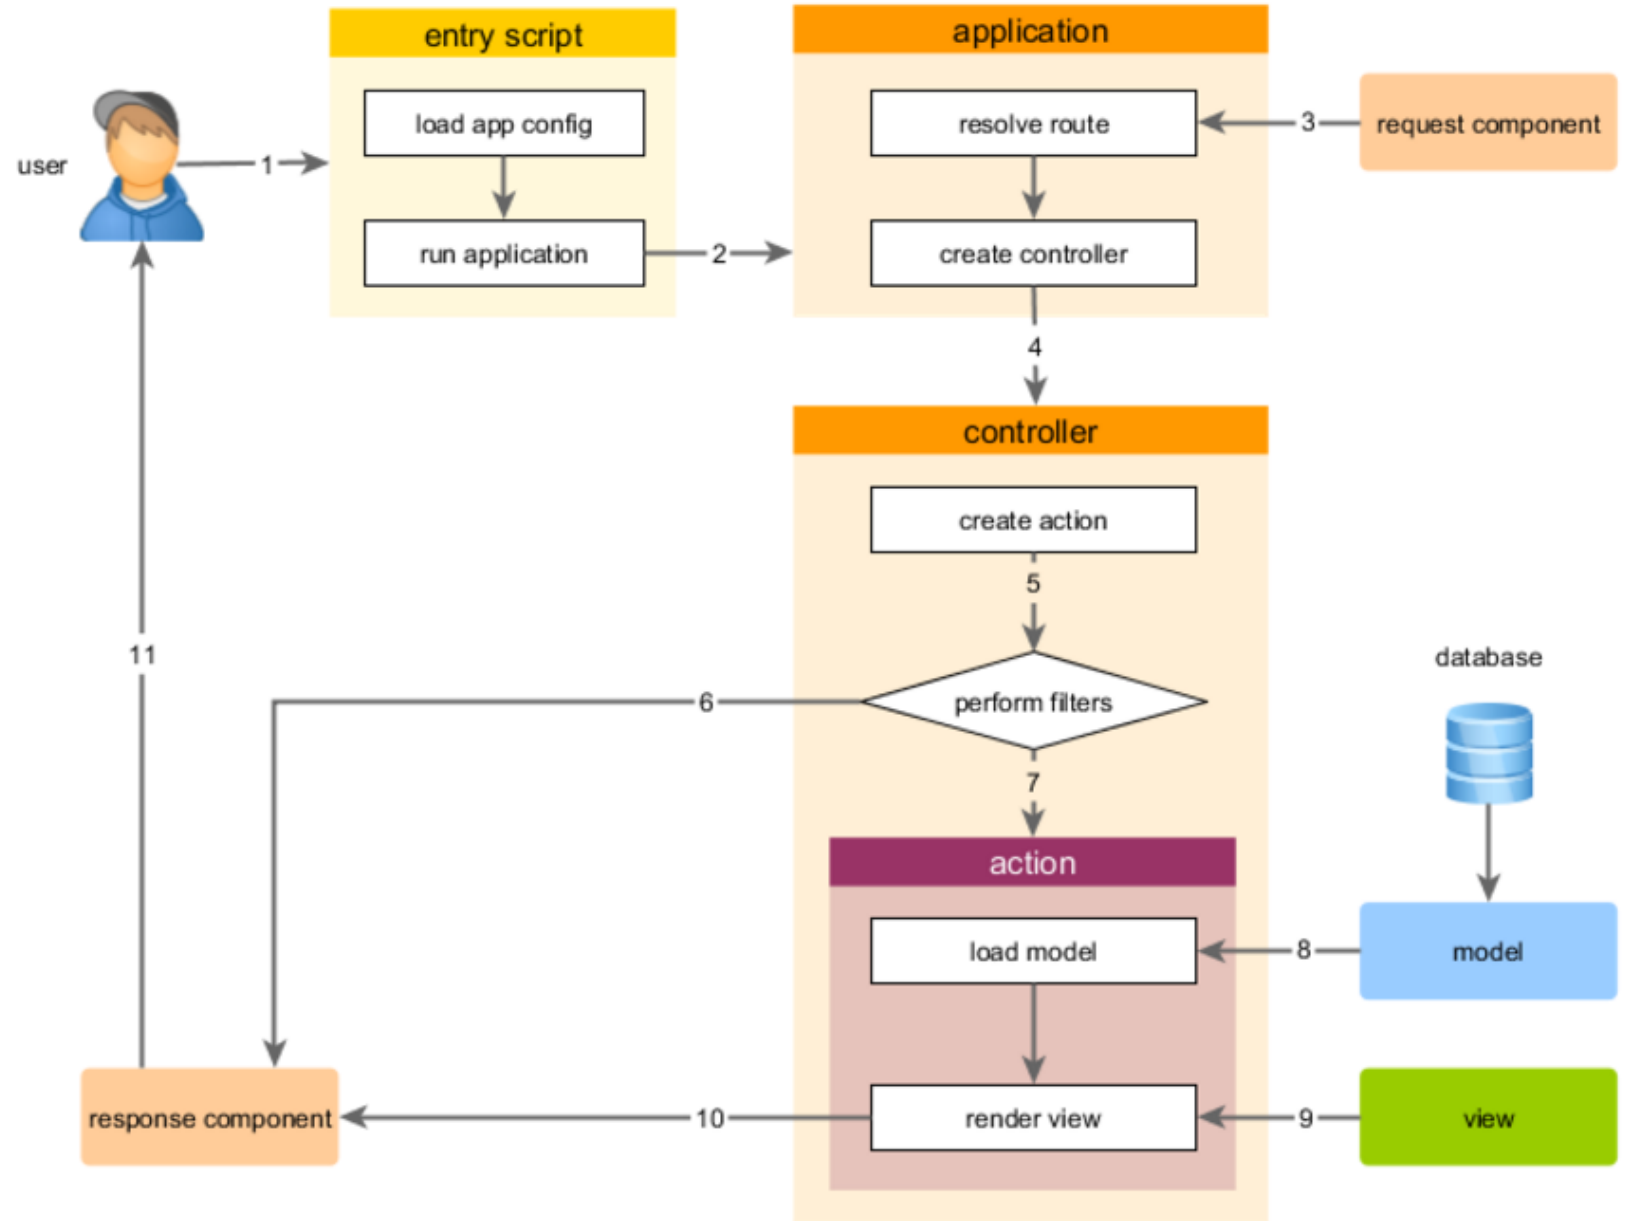 entry script
application
load app config
resolve route
3
request component
user
1
run application
2
create controller
4
controller
create action
5
11
database
6
perform filters
7
action
load model
8
model
response component
10
render view
9
view